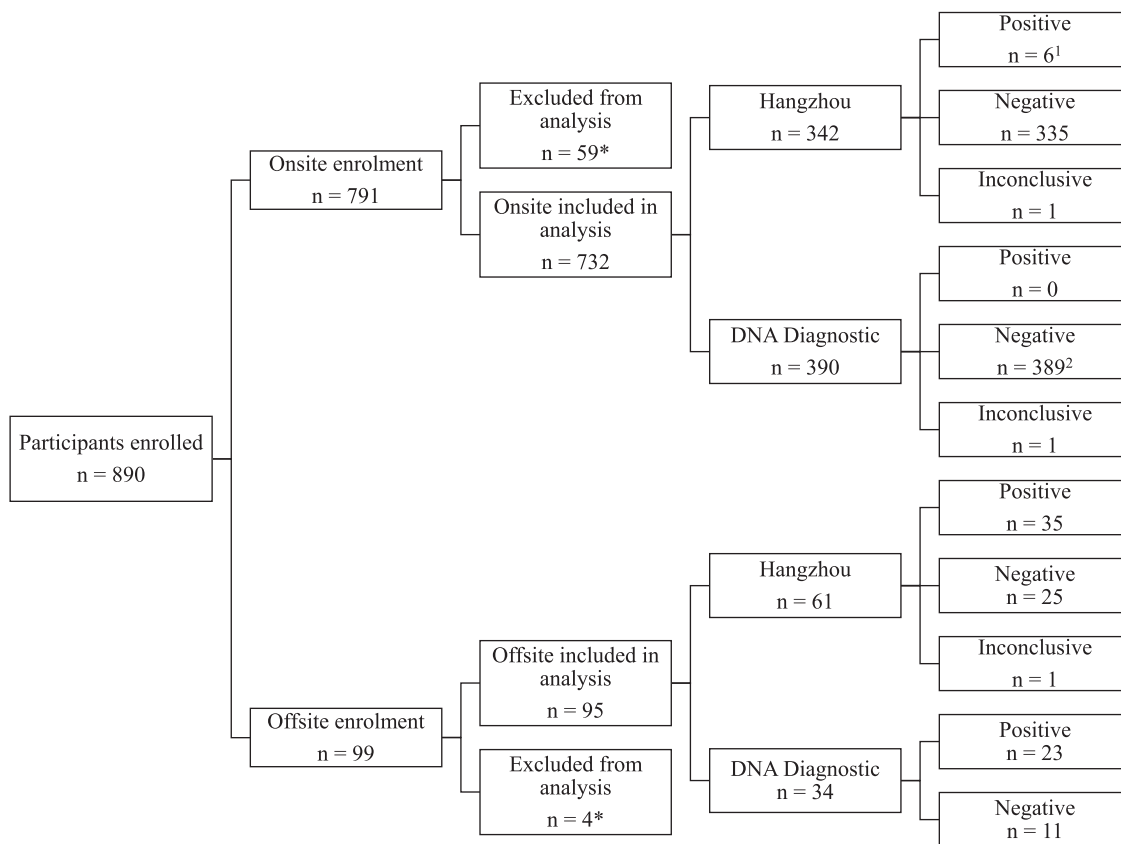 Participants enrolled
n = 890
Onsite enrolment
n = 791
Excluded from
analysis
n = 59*
Onsite included in
analysis
n = 732
Hangzhou
n = 342
Positive
n = 6¹
Negative
n = 335
Inconclusive
n = 1
DNA Diagnostic
n = 390
Positive
n = 0
Negative
n = 389²
Inconclusive
n = 1
Offsite enrolment
n = 99
Offsite included in
analysis
n = 95
Excluded from
analysis
n = 4*
Hangzhou
n = 61
Positive
n = 35
Negative
n = 25
Inconclusive
n = 1
DNA Diagnostic
n = 34
Positive
n = 23
Negative
n = 11